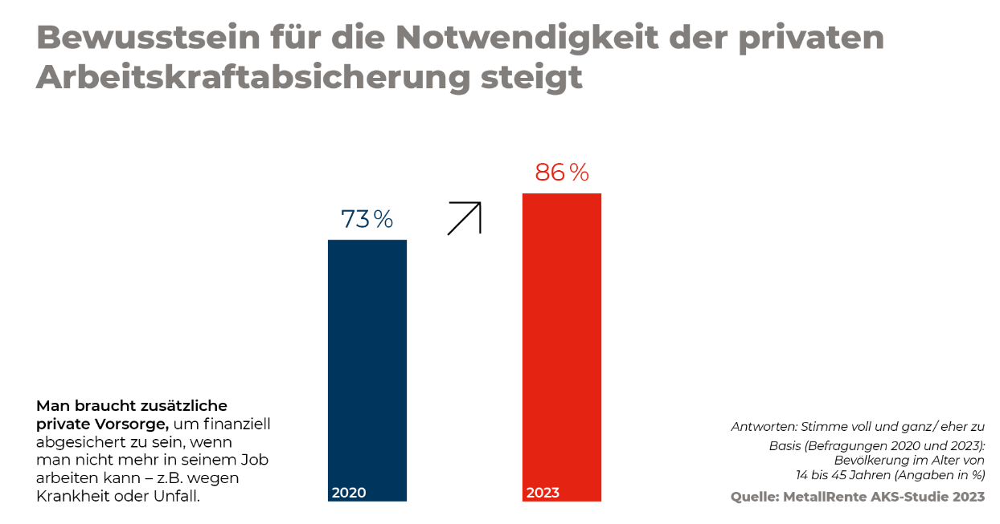 Bewusstsein für die Notwendigkeit der privaten
Arbeitskraftabsicherung steigt
73 %
86 %
2020
2023
Man braucht zusätzliche
private Vorsorge, um finanziell
abgesichert zu sein, wenn
man nicht mehr in seinem Job
arbeiten kann – z.B. wegen
Krankheit oder Unfall.
Antworten: Stimme voll und ganz / eher zu
Basis (Befragungen 2020 und 2023):
Bevölkerung im Alter von
14 bis 45 Jahren (Angaben in %)
Quelle: MetallRente AKS-Studie 2023